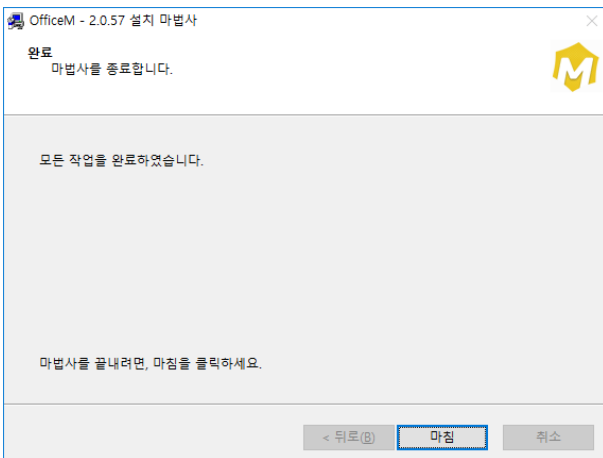 OfficeM - 2.0.57 설치 마법사
완료
마법사를 종료합니다.
모든 작업을 완료하였습니다.
마법사를 끝내려면, 마침을 클릭하세요.
< 뒤로(B) 마침 취소